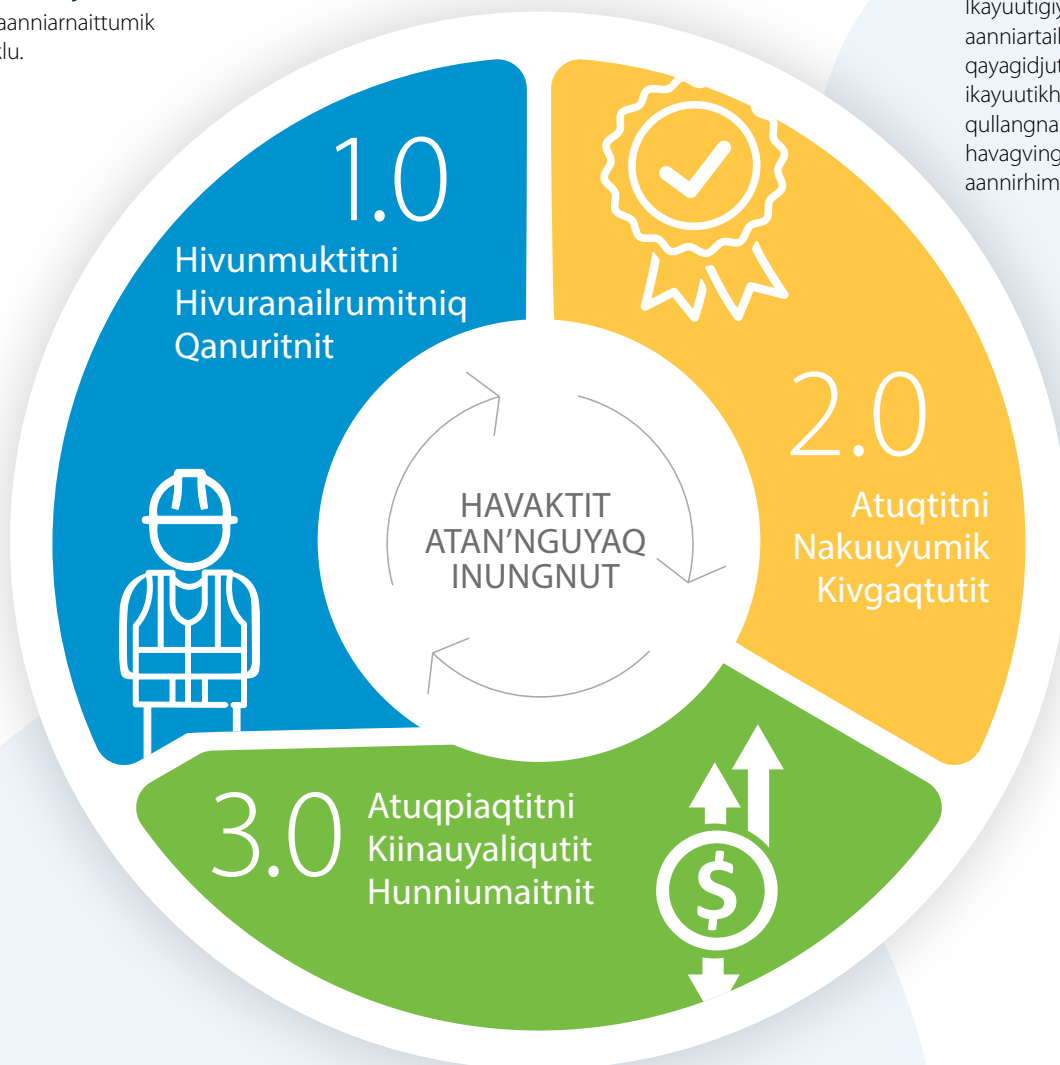 aanniarnaittumik
klu.
Ikayuutigiy
aanniartail
qayagidjut
ikayuutikh
qullangna
havagving
aannirhim
1.0
Hivunmuktitni
Hivuranailrumitniq
Qanuritnit
2.0
Atuqtitni
Nakuuyumik
Kivgaqtutit
HAVAKTIT
ATAN’NGUYAQ
INUNGNUT
3.0
Atuqpiaqtitni
Kiinauyaliqutit
Hunniumaitnit
$